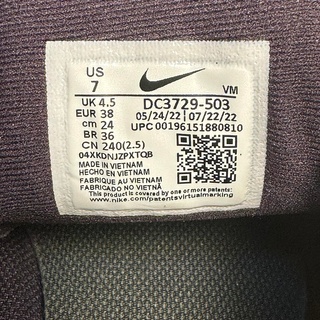 US
7
VM
UK 4.5
EUR 38
cm 24
BR 36
CN 240(2.5)
DC3729-503
05/24/22 07/22/22
UPC 00196151880810
04XKDNJZPXTQB
MADE IN VIETNAM
HECHO EN VIETNAM
FABRIQUE AU VIETNAM
FABRICADO NO VIETNÃ
This product is covered by one or more patents:
www.nike.com/patentsvirtualmarking